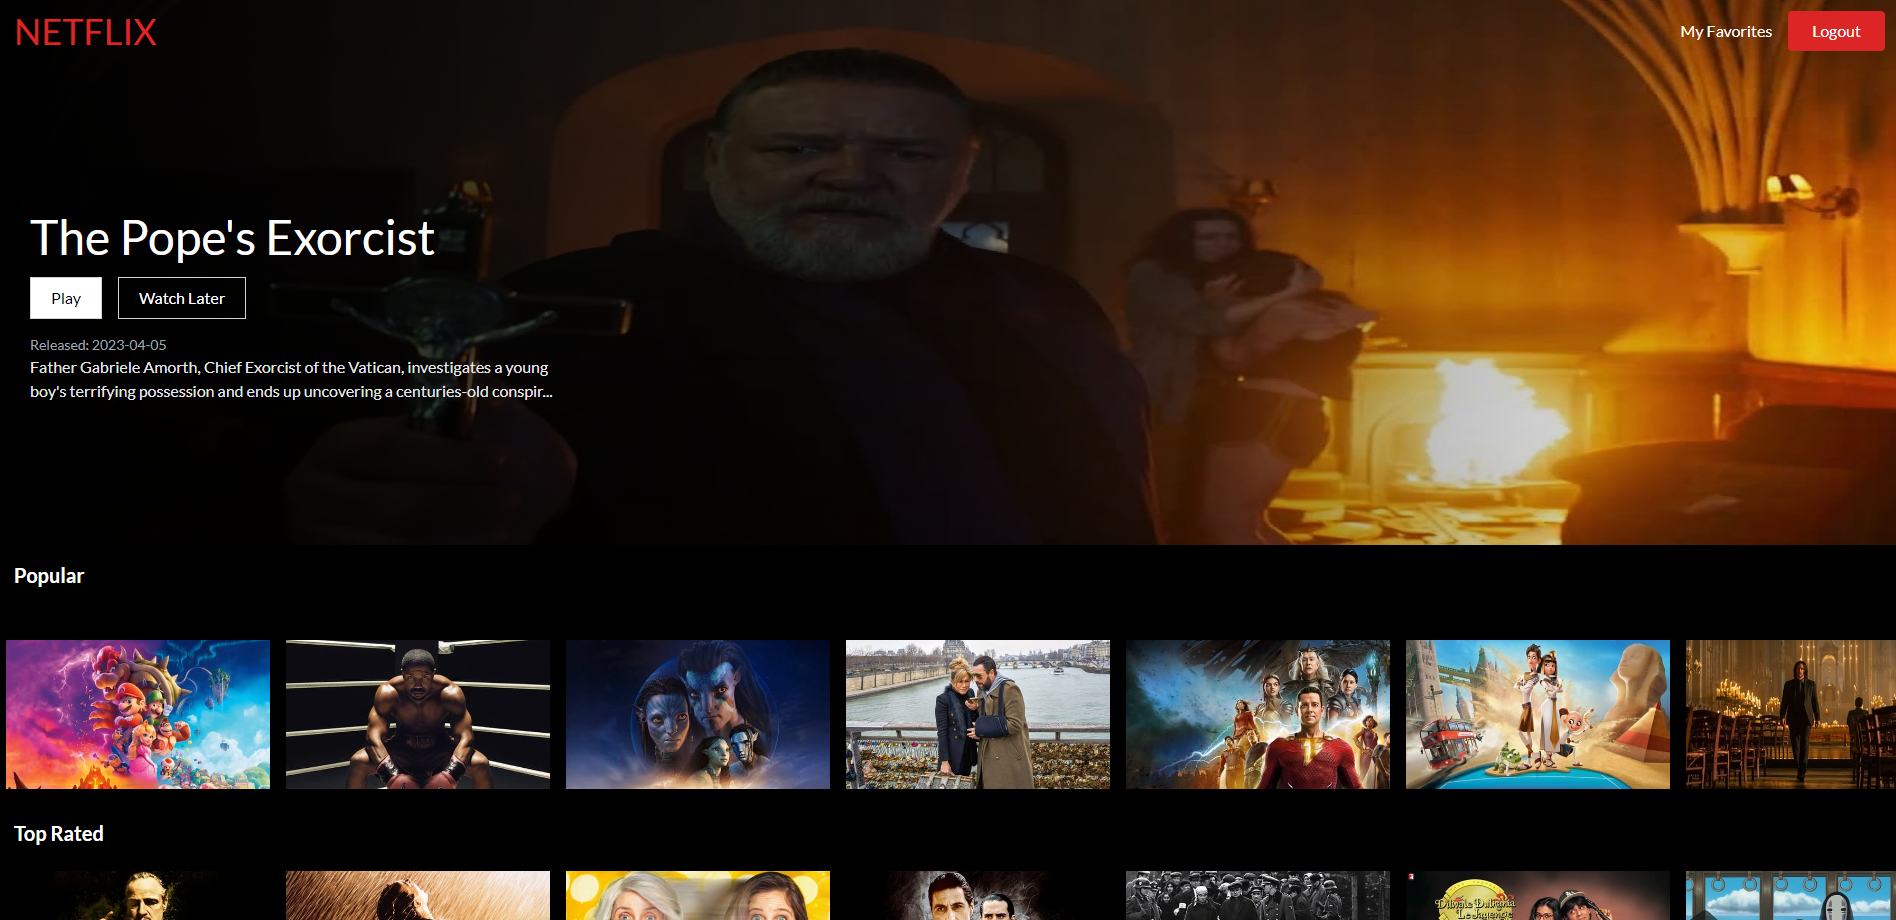 NETFLIX
My Favorites
Logout
The Pope's Exorcist
Play
Watch Later
Released: 2023-04-05
Father Gabriele Amorth, Chief Exorcist of the Vatican, investigates a young
boy's terrifying possession and ends up uncovering a centuries-old conspir...
Popular
Top Rated
Dilwale Dulhania
Le Jayenge